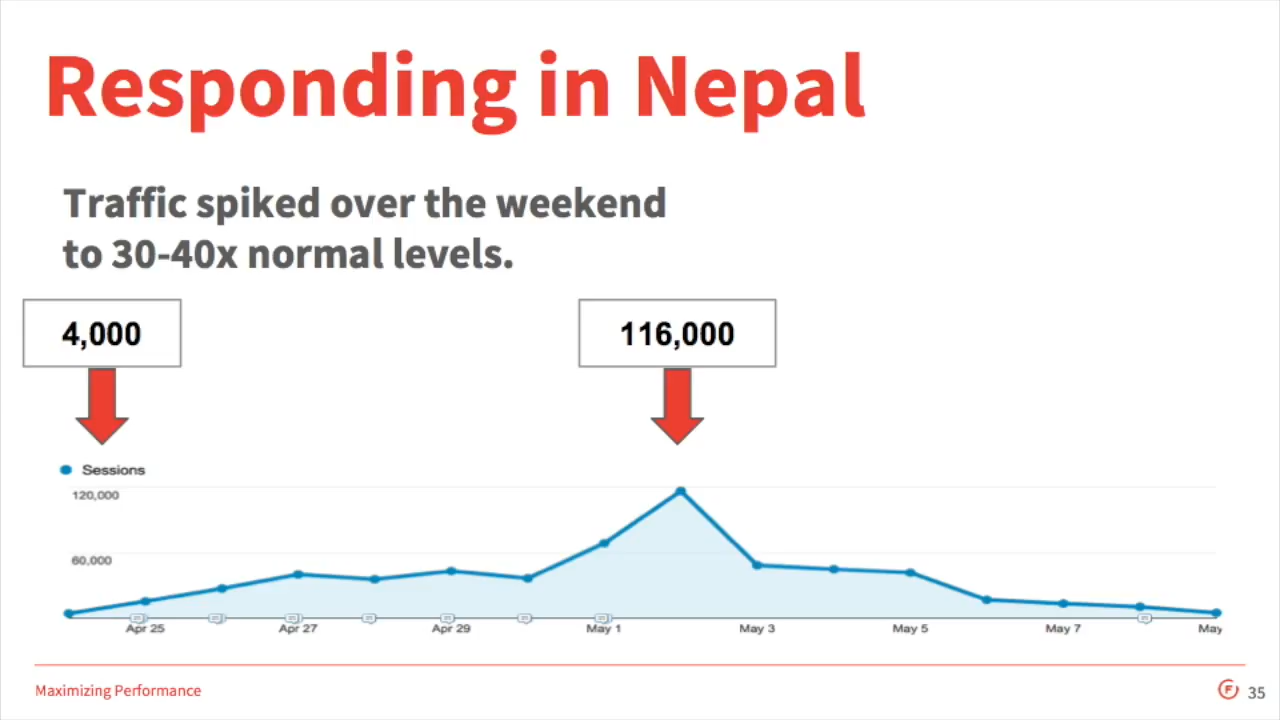 Responding in Nepal
Traffic spiked over the weekend
to 30-40x normal levels.
4,000
116,000
Sessions
120,000
60,000
Apr 25
Apr 27
Apr 29
May 1
May 3
May 5
May 7
May
Maximizing Performance
F
35